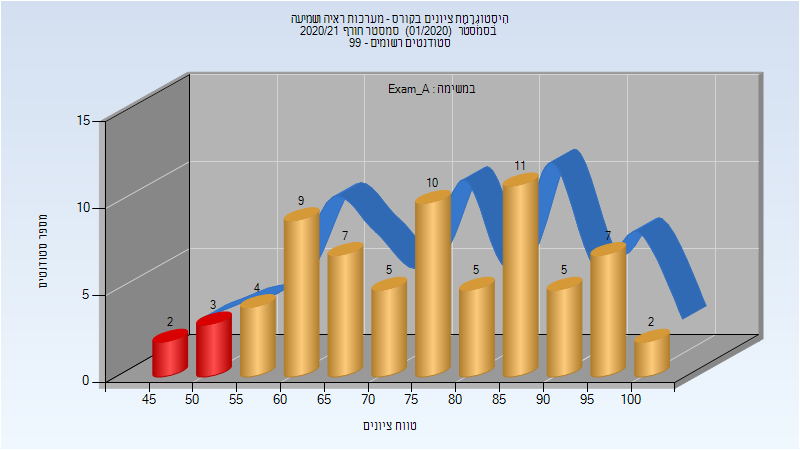 היסטוגרמת ציונים בקורס - מערכות ראיה ושמיעה
בסמסטר (01/2020) סמסטר חורף 2020/21
סטודנטים רשומים - 99
במשימה : Exam_A
מספר סטודנטים
15
10
5
0
2
3
4
9
7
5
10
5
11
5
7
2
45 50 55 60 65 70 75 80 85 90 95 100
טווח ציונים